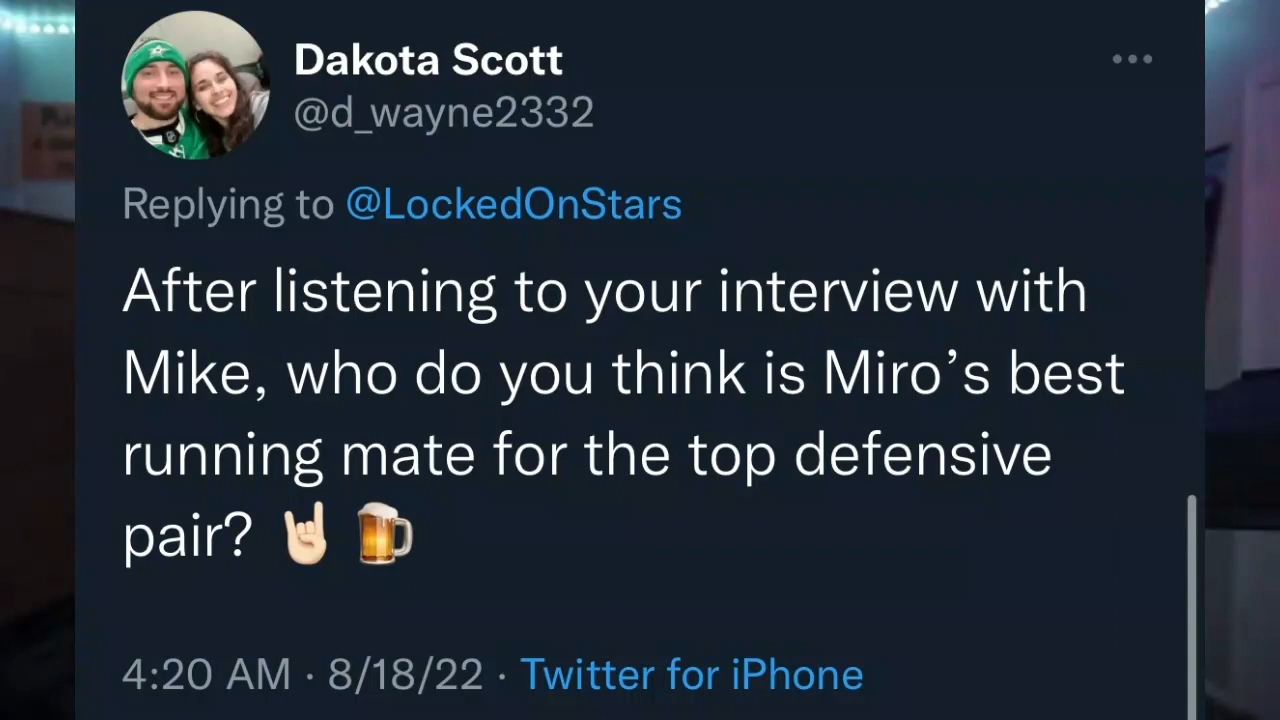 Dakota Scott
@d_wayne2332
Replying to @LockedOnStars
After listening to your interview with
Mike, who do you think is Miro’s best
running mate for the top defensive
pair? 🤘🏻 🍺
4:20 AM · 8/18/22 · Twitter for iPhone